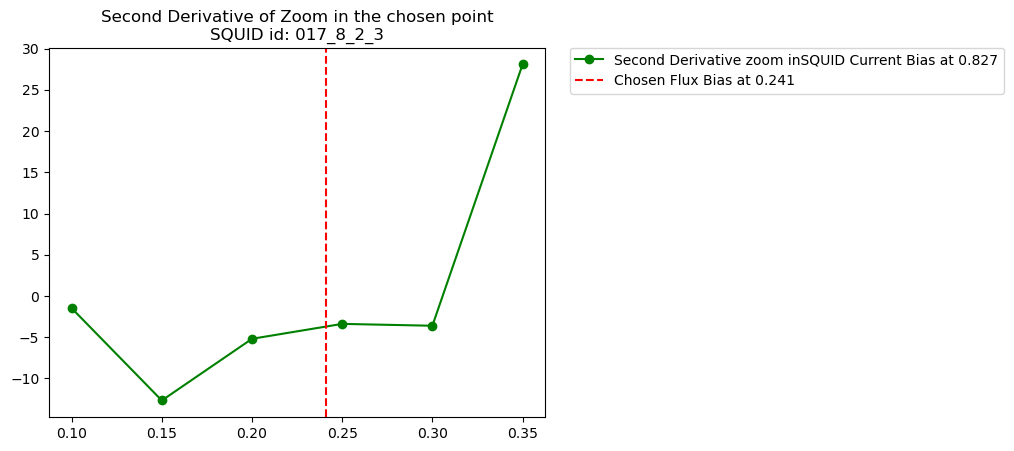 Second Derivative of Zoom in the chosen point
SQUID id: 017_8_2_3
30
25
20
15
10
5
0
−5
−10
0.10 0.15 0.20 0.25 0.30 0.35
Second Derivative zoom inSQUID Current Bias at 0.827
Chosen Flux Bias at 0.241